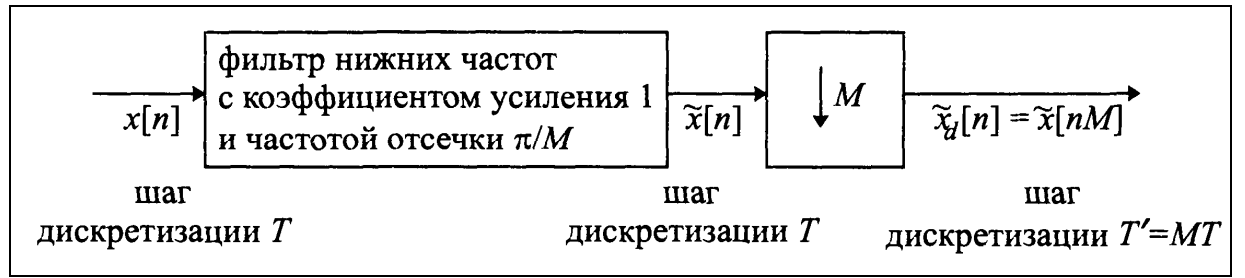 фильтр нижних частот
с коэффициентом усиления 1
и частотой отсечки π/M
x[n]
x̃[n]
↓ M
x̃_d[n] = x̃[nM]
шаг
дискретизации T
шаг
дискретизации T
шаг
дискретизации T′=MT